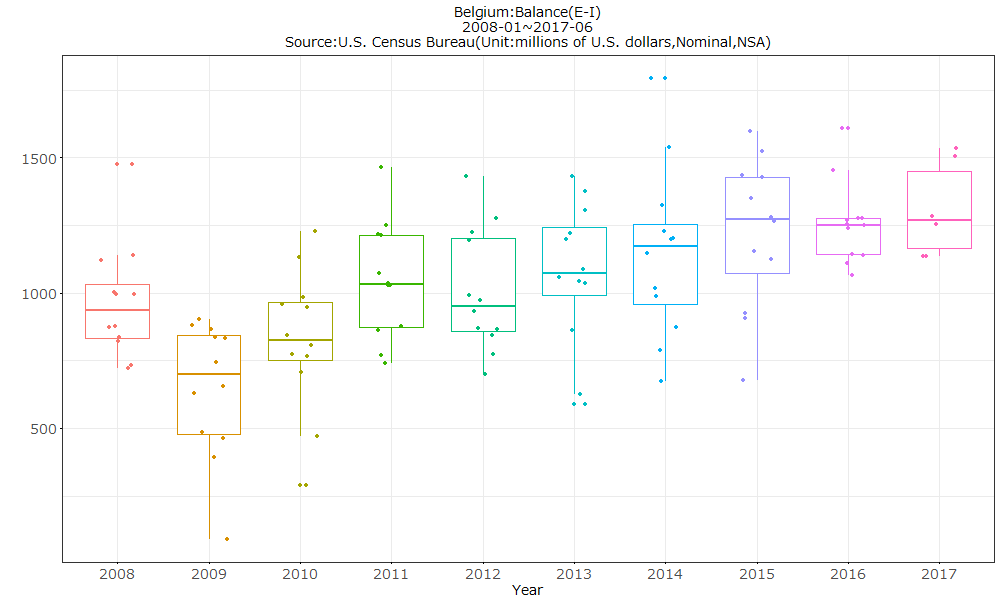 Belgium:Balance(E-I)
2008-01~2017-06
Source:U.S. Census Bureau(Unit:millions of U.S. dollars,Nominal,NSA)
1500
1000
500
2008 2009 2010 2011 2012 2013 2014 2015 2016 2017
Year